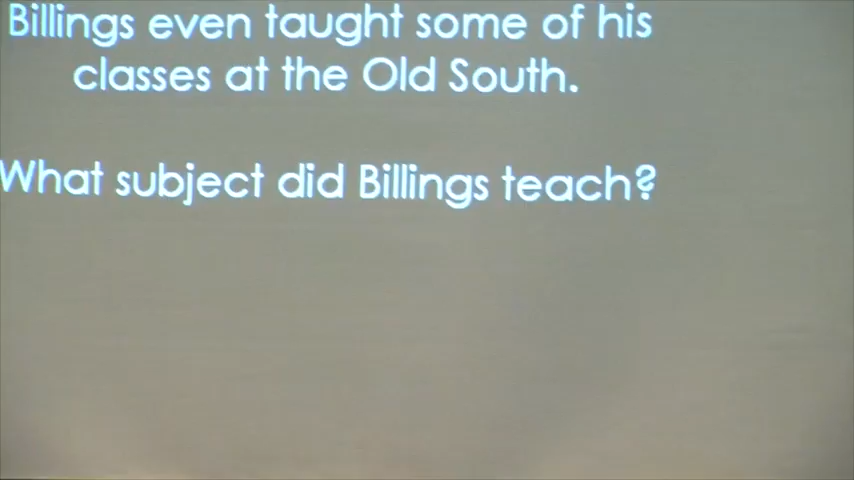 Billings even taught some of his
classes at the Old South.
What subject did Billings teach?